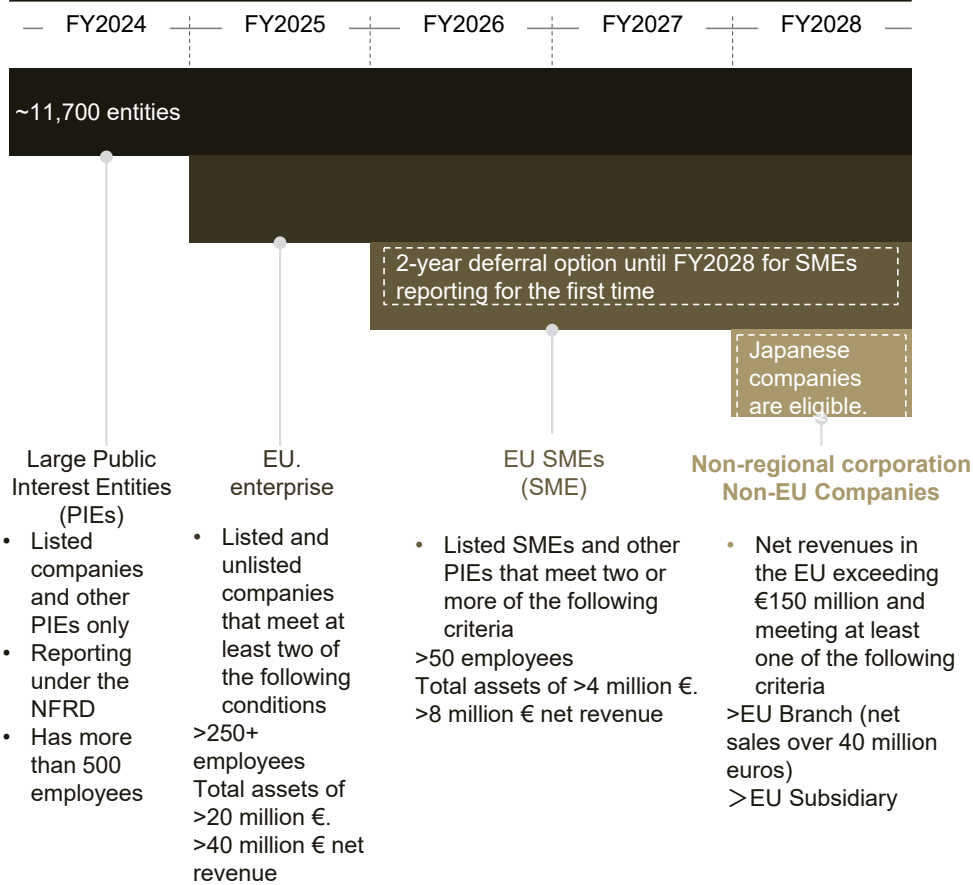 FY2024
FY2025
FY2026
FY2027
FY2028
~11,700 entities
2-year deferral option until FY2028 for SMEs
reporting for the first time
Japanese
companies
are eligible.
Large Public
Interest Entities
(PIEs)
• Listed
companies
and other
PIEs only
• Reporting
under the
NFRD
• Has more
than 500
employees
EU.
enterprise
• Listed and
unlisted
companies
that meet at
least two of
the following
conditions
>250+
employees
Total assets of
>20 million €.
>40 million € net
revenue
EU SMEs
(SME)
• Listed SMEs and other
PIEs that meet two or
more of the following
criteria
>50 employees
Total assets of >4 million €.
>8 million € net revenue
Non-regional corporation
Non-EU Companies
• Net revenues in
the EU exceeding
€150 million and
meeting at least
one of the following
criteria
>EU Branch (net
sales over 40 million
euros)
＞EU Subsidiary